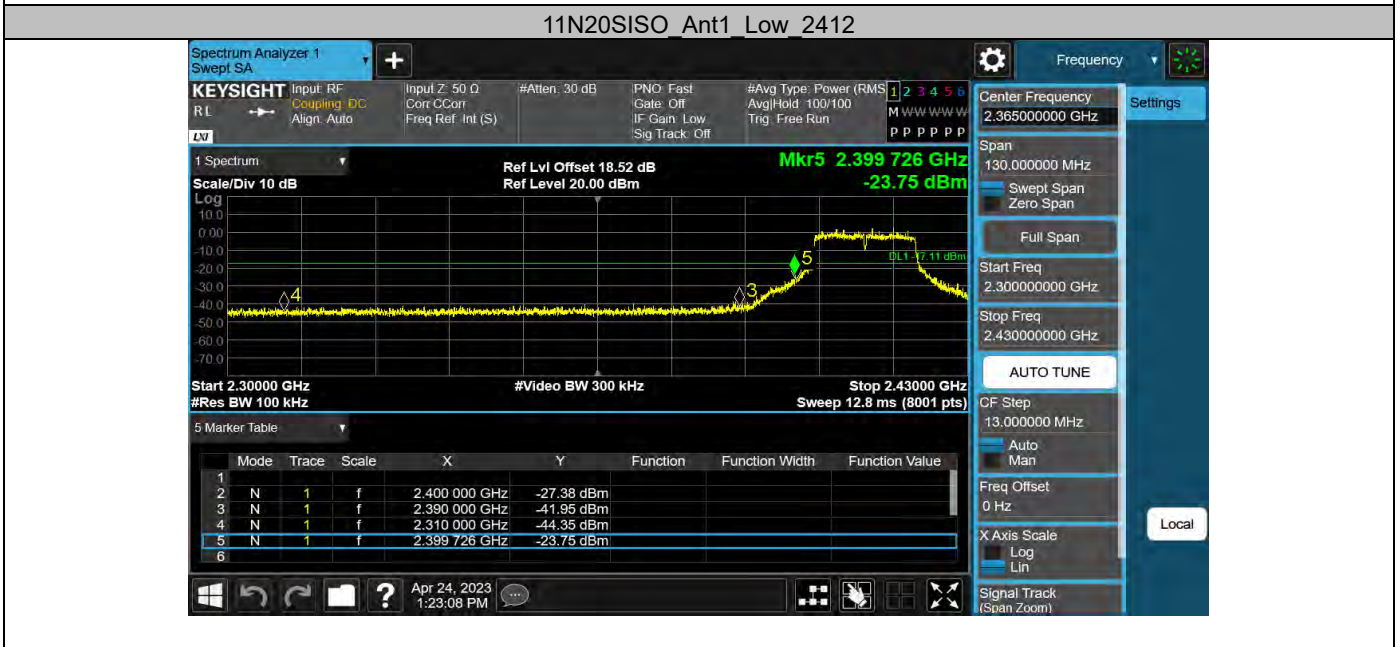 11N20SISO_Ant1_Low_2412
Spectrum Analyzer 1
Swept SA
+
Frequency
KEYSIGHT
Input: RF
Input Z: 50 Ω
#Atten: 30 dB
PNO: Fast
#Avg Type: Power (RMS
1 2 3 4 5 6
RL
Coupling: DC
Corr CCorr
Gate: Off
Avg|Hold: 100/100
M W W W W W
Align: Auto
Freq Ref: Int (S)
IF Gain: Low
Trig: Free Run
Sig Track: Off
P P P P P P
LXI
1 Spectrum
Ref Lvl Offset 18.52 dB
Mkr5 2.399 726 GHz
Scale/Div 10 dB
Ref Level 20.00 dBm
-23.75 dBm
Log
10.0
0.00
-10.0
-20.0
-30.0
-40.0
-50.0
-60.0
-70.0
4
3
5
DL1 -17.11 dBm
Start 2.30000 GHz
#Video BW 300 kHz
Stop 2.43000 GHz
#Res BW 100 kHz
Sweep 12.8 ms (8001 pts)
5 Marker Table
Mode Trace Scale X Y Function Function Width Function Value
1
2 N 1 f 2.400 000 GHz -27.38 dBm
3 N 1 f 2.390 000 GHz -41.95 dBm
4 N 1 f 2.310 000 GHz -44.35 dBm
5 N 1 f 2.399 726 GHz -23.75 dBm
6
?
Apr 24, 2023
1:23:08 PM
Center Frequency
2.365000000 GHz
Settings
Span
130.000000 MHz
Swept Span
Zero Span
Full Span
Start Freq
2.300000000 GHz
Stop Freq
2.430000000 GHz
AUTO TUNE
CF Step
13.000000 MHz
Auto
Man
Freq Offset
0 Hz
Local
X Axis Scale
Log
Lin
Signal Track
(Span Zoom)